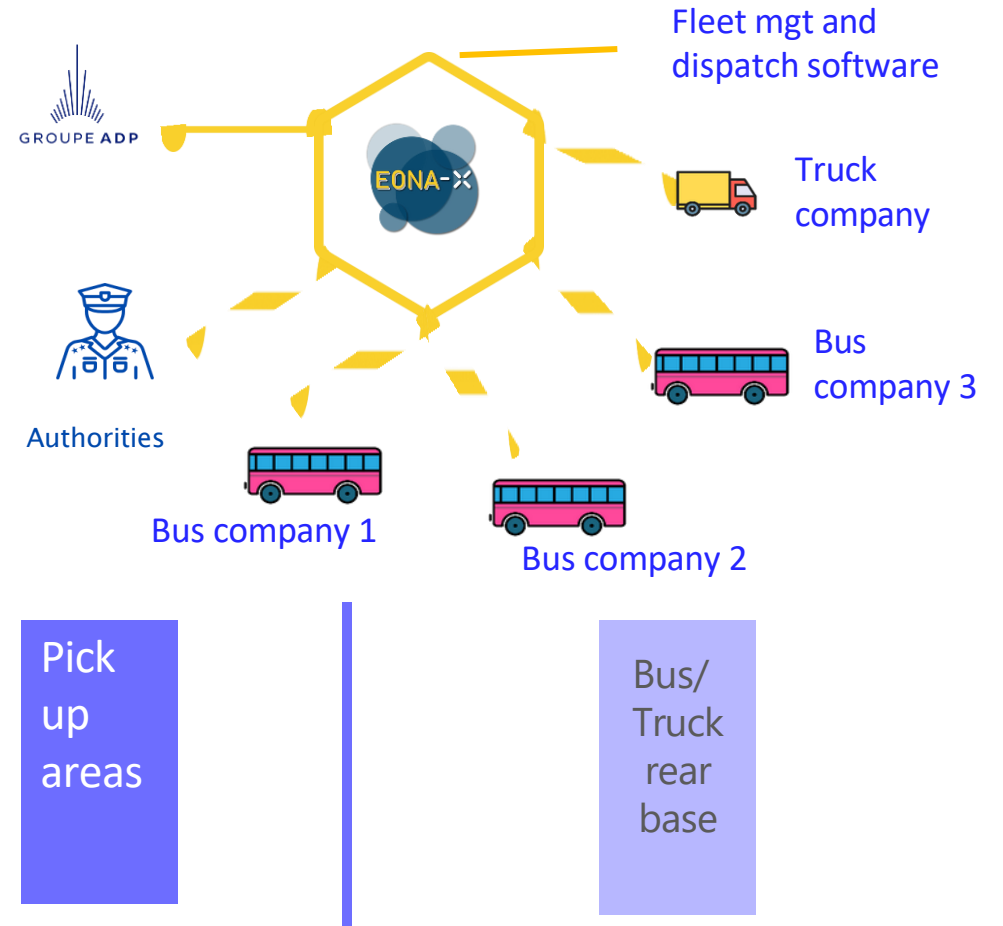 Fleet mgt and
dispatch software
GROUPE ADP
EONA-X
Truck
company
Bus
company 3
Authorities
Bus company 1
Bus company 2
Pick
up
areas
Bus/
Truck
rear
base